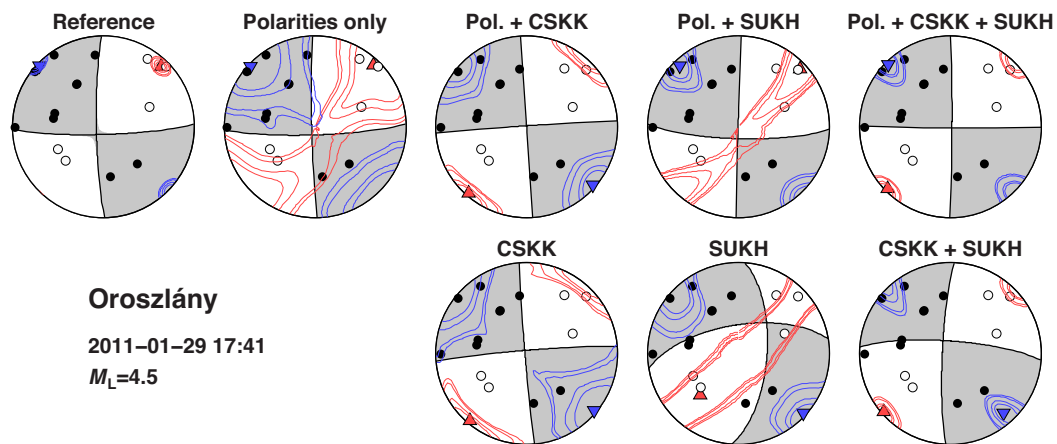 Reference
Polarities only
Pol. + CSKK
Pol. + SUKH
Pol. + CSKK + SUKH
CSKK
SUKH
CSKK + SUKH
Oroszlány
2011–01–29 17:41
ML=4.5